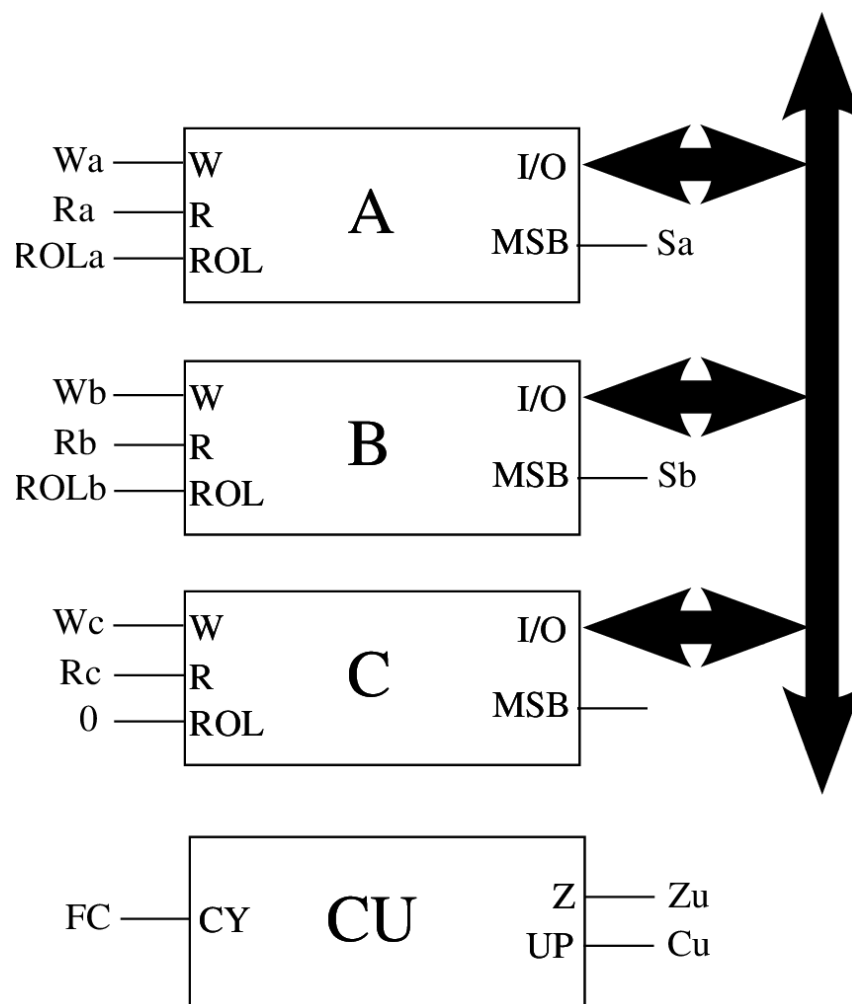 Wa W I/O
A
Ra R
MSB Sa
ROLa ROL
Wb W I/O
B
Rb R
MSB Sb
ROLb ROL
Wc W I/O
C
Rc R
MSB
0 ROL
Z Zu
FC CY CU
UP Cu